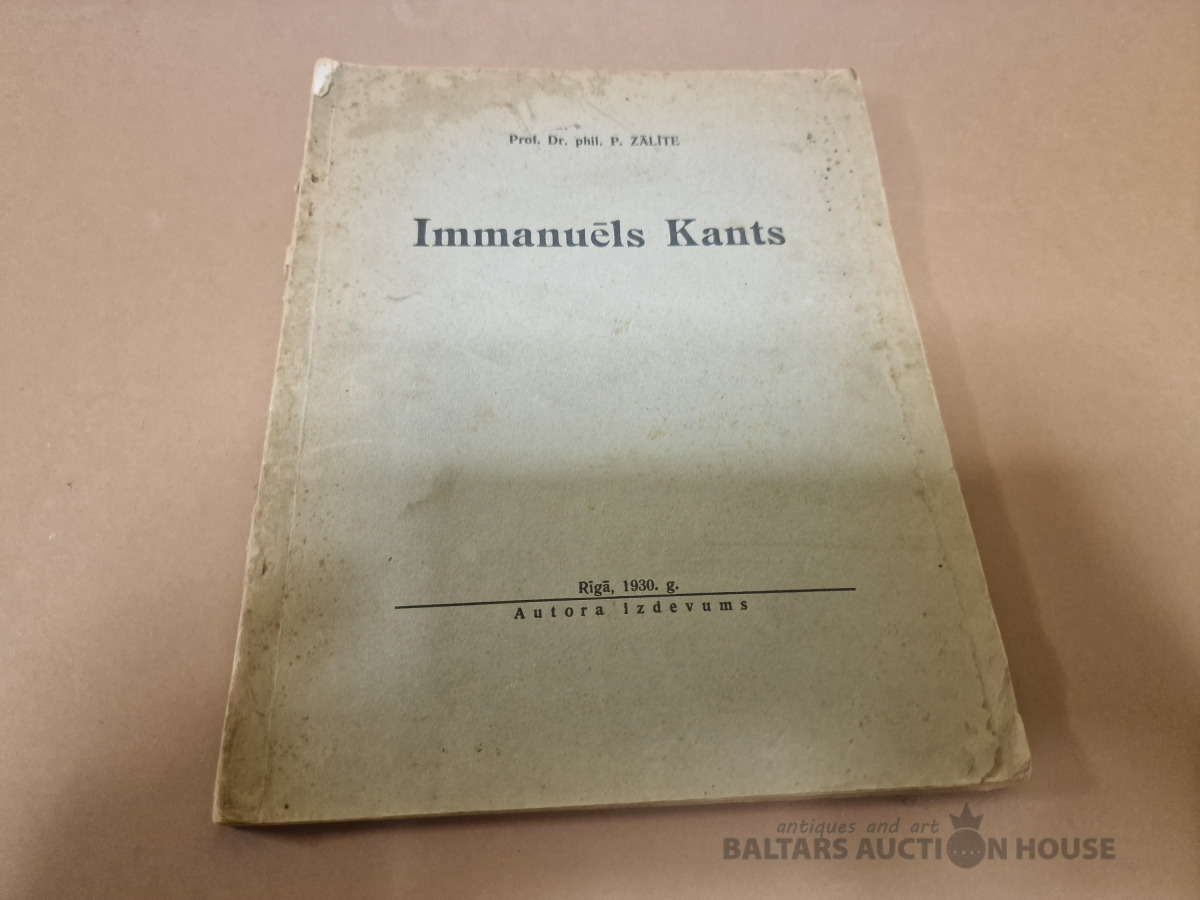 Prof. Dr. phil. P. ZĀLĪTE
Immanuēls Kants
Rīgā, 1930. g.
Autora izdevums
antiques and art
BALTARS AUCTION HOUSE